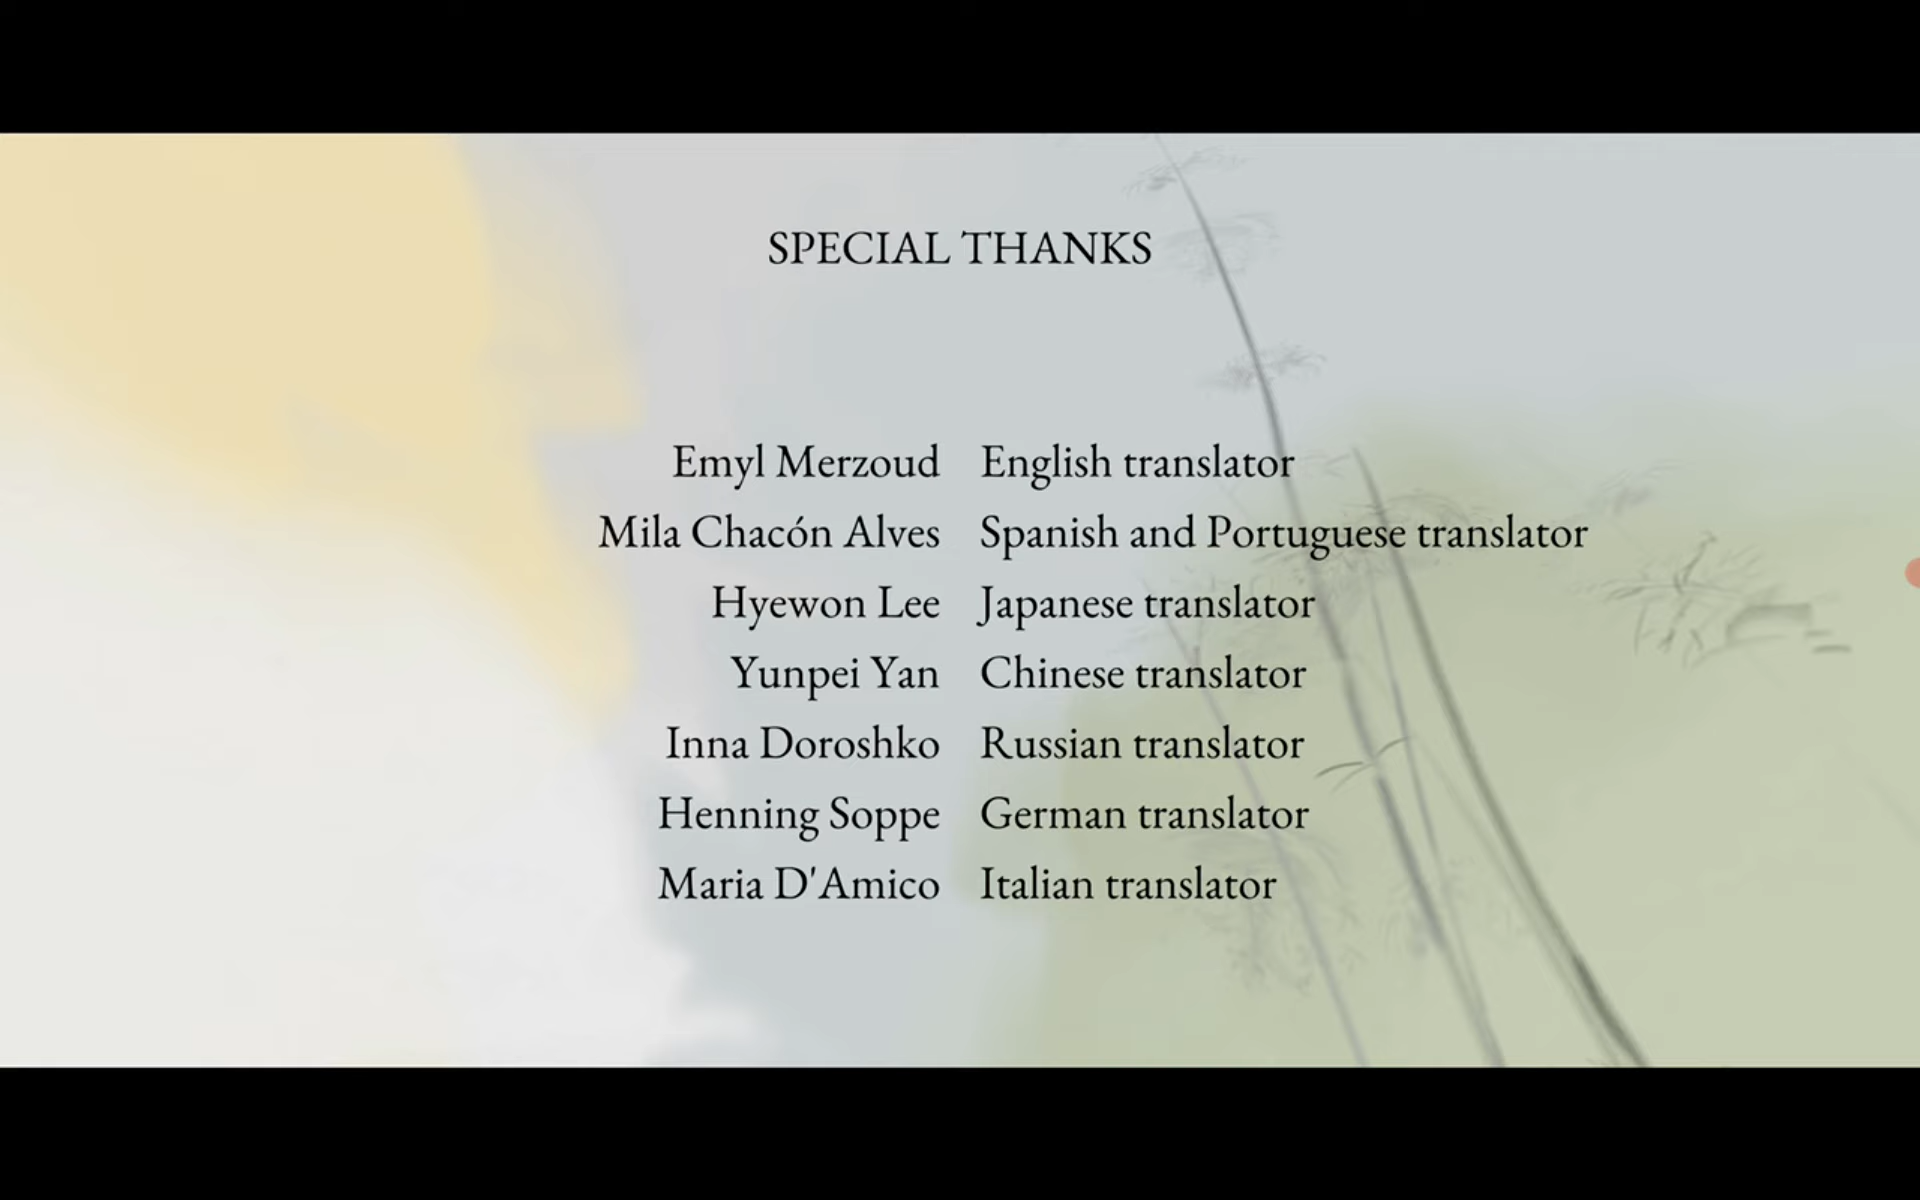 SPECIAL THANKS
Emyl Merzoud English translator
Mila Chacón Alves Spanish and Portuguese translator
Hyewon Lee Japanese translator
Yunpei Yan Chinese translator
Inna Doroshko Russian translator
Henning Soppe German translator
Maria D'Amico Italian translator